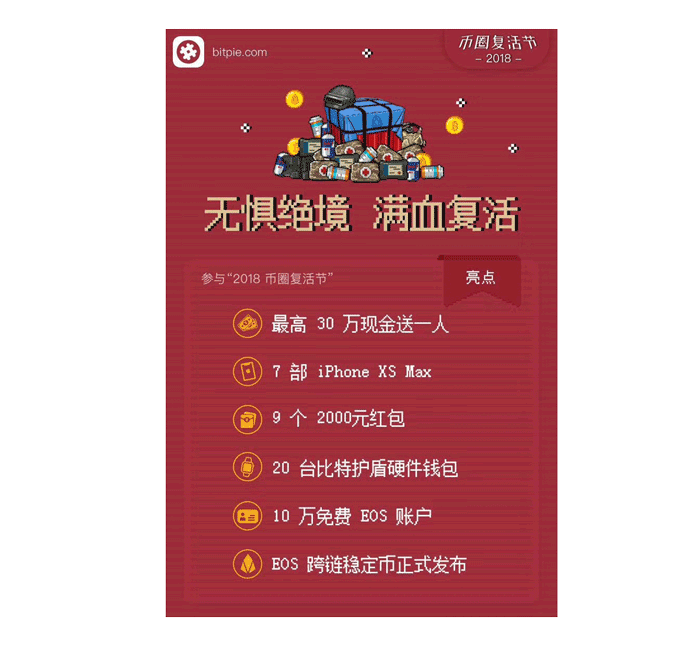 bitpie.com
币圈复活节
– 2018 –
无惧绝境 满血复活
参与“2018 币圈复活节”
亮点
最高 30 万现金送一人
7 部 iPhone XS Max
9 个 2000元红包
20 台比特护盾硬件钱包
10 万免费 EOS 账户
EOS 跨链稳定币正式发布